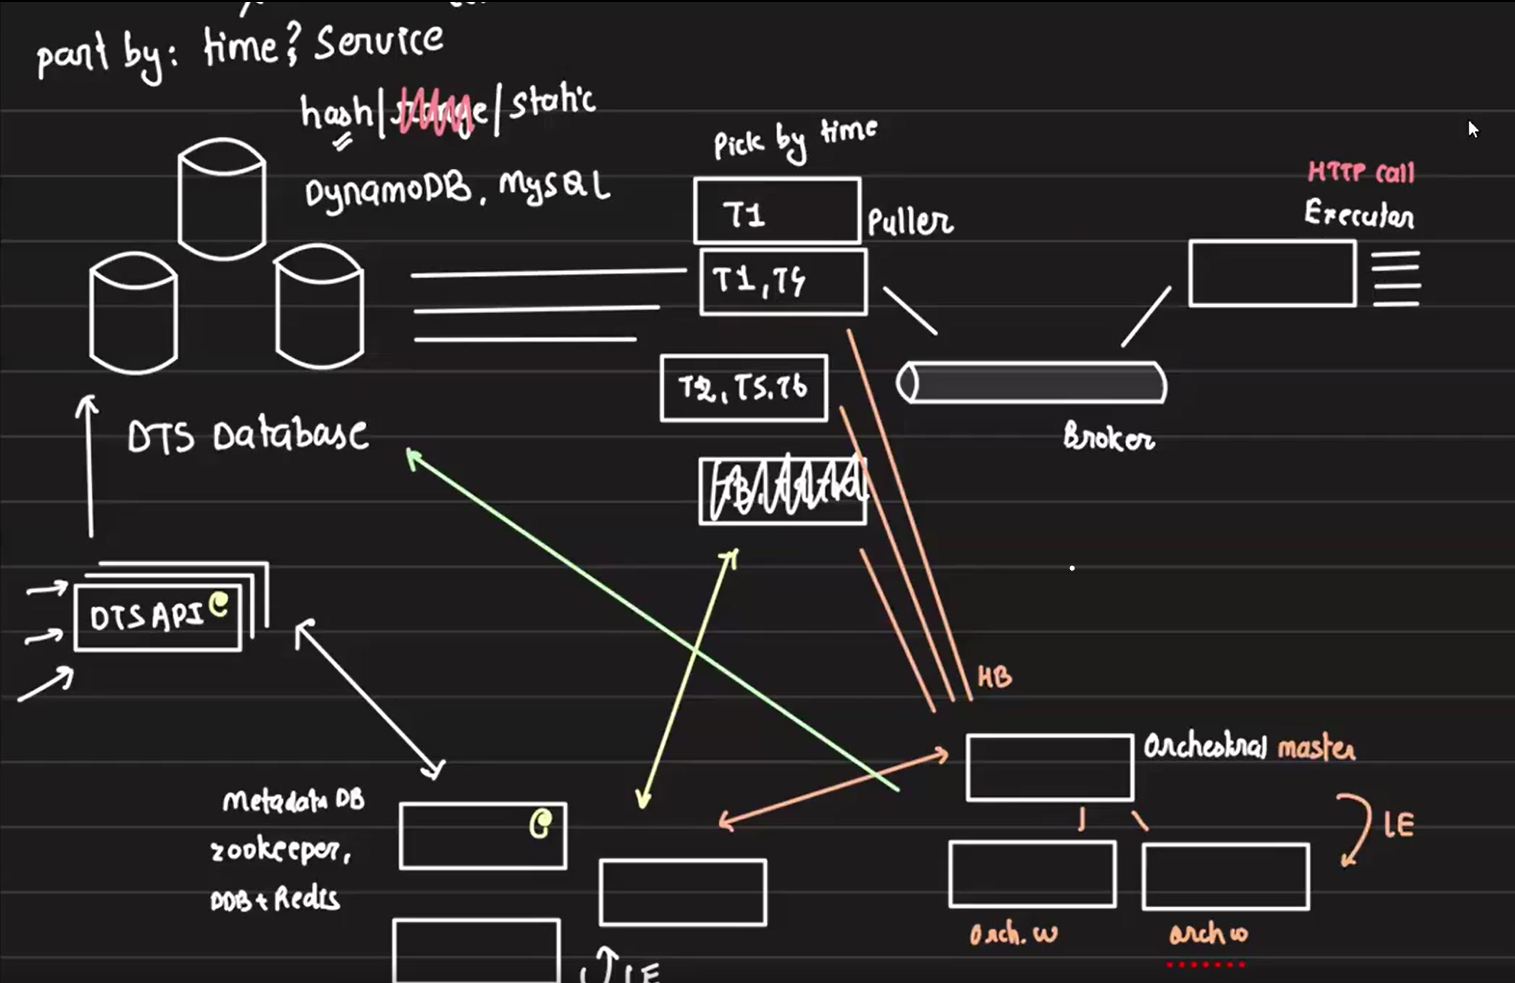 part by: time? Service
hash| /static
DynamoDB, MySQL
Pick by time
T1
Puller
T1, T4
T2, T5, T6
HTTP call
Executor
Broker
DTS Database
DTS API C
HB
Orchestral master
LE
Orch. w
orch w
Metadata DB
zookeeper,
DDB + Redis
C
LE